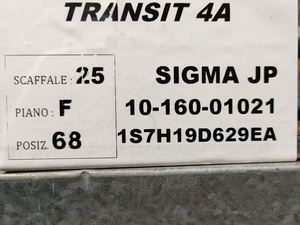 TRANSIT 4A
SCAFFALE : 25
SIGMA JP
PIANO : F
10-160-01021
POSIZ. 68
1S7H19D629EA